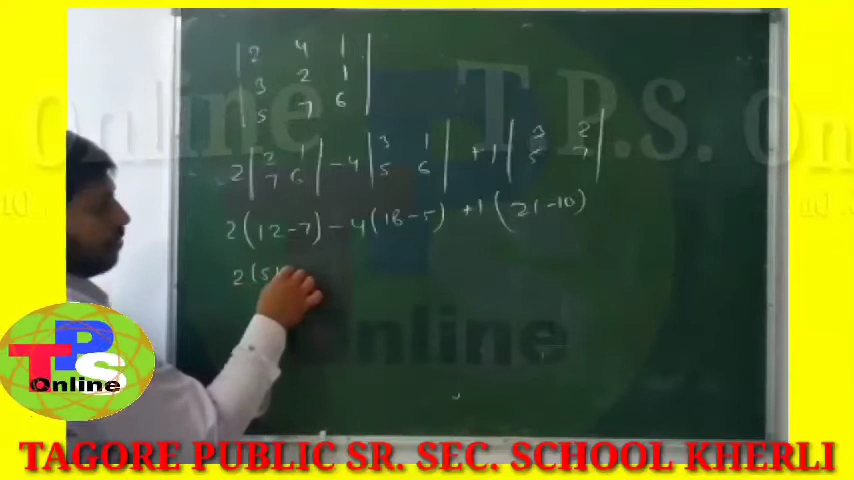 | 2 4 1 |
| 3 2 1 |
| 5 7 6 |
2 | 2 1 | - 4 | 3 1 | + 1 | 3 2 |
| 7 6 | | 5 6 | | 5 7 |
2 (12 - 7) - 4 (18 - 5) + 1 (21 - 10)
2 (5)
T.P.S.
Online
TPS
Online
TAGORE PUBLIC SR. SEC. SCHOOL KHERLI